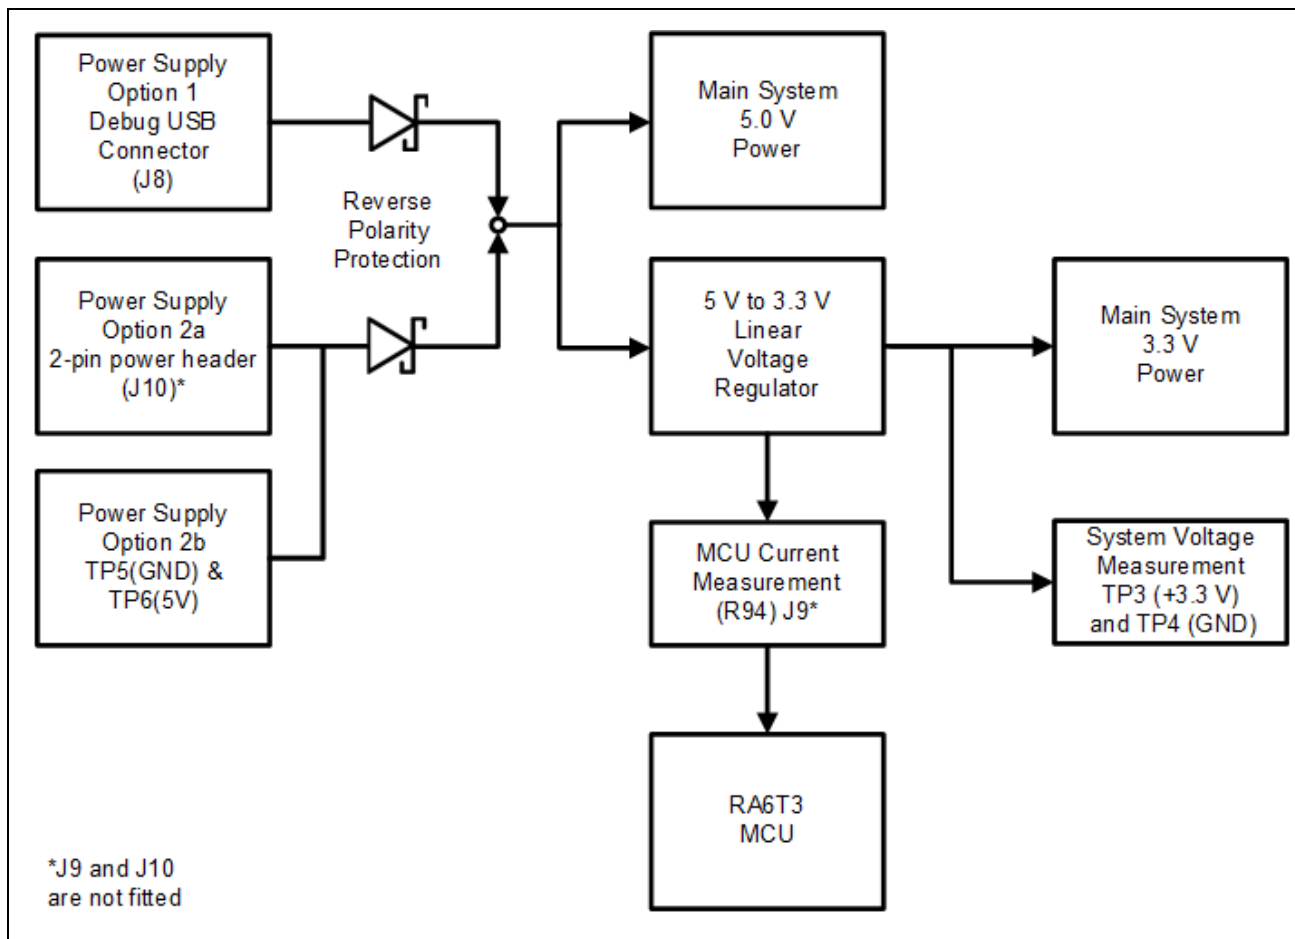 Power Supply
Option 1
Debug USB
Connector
(J8)
Reverse
Polarity
Protection
Main System
5.0 V
Power
Power Supply
Option 2a
2-pin power header
(J10)*
5 V to 3.3 V
Linear
Voltage
Regulator
Main System
3.3 V
Power
Power Supply
Option 2b
TP5(GND) &
TP6(5V)
MCU Current
Measurement
(R94) J9*
System Voltage
Measurement
TP3 (+3.3 V)
and TP4 (GND)
RA6T3
MCU
*J9 and J10
are not fitted